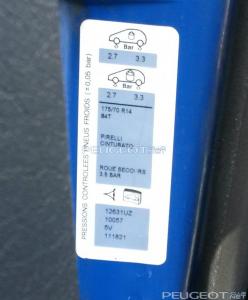 PEUGEOT
Bar
2.7 3.3
Bar
2.7 3.3
175/70 R14
84T
PIRELLI
CINTURATO
ROUE SECOURS
3.5 BAR
12631UZ
10057
5V
111821
PRESSIONS CONTROLEES PNEUS FROIDS (±0,05 bar)
PEUGEOT